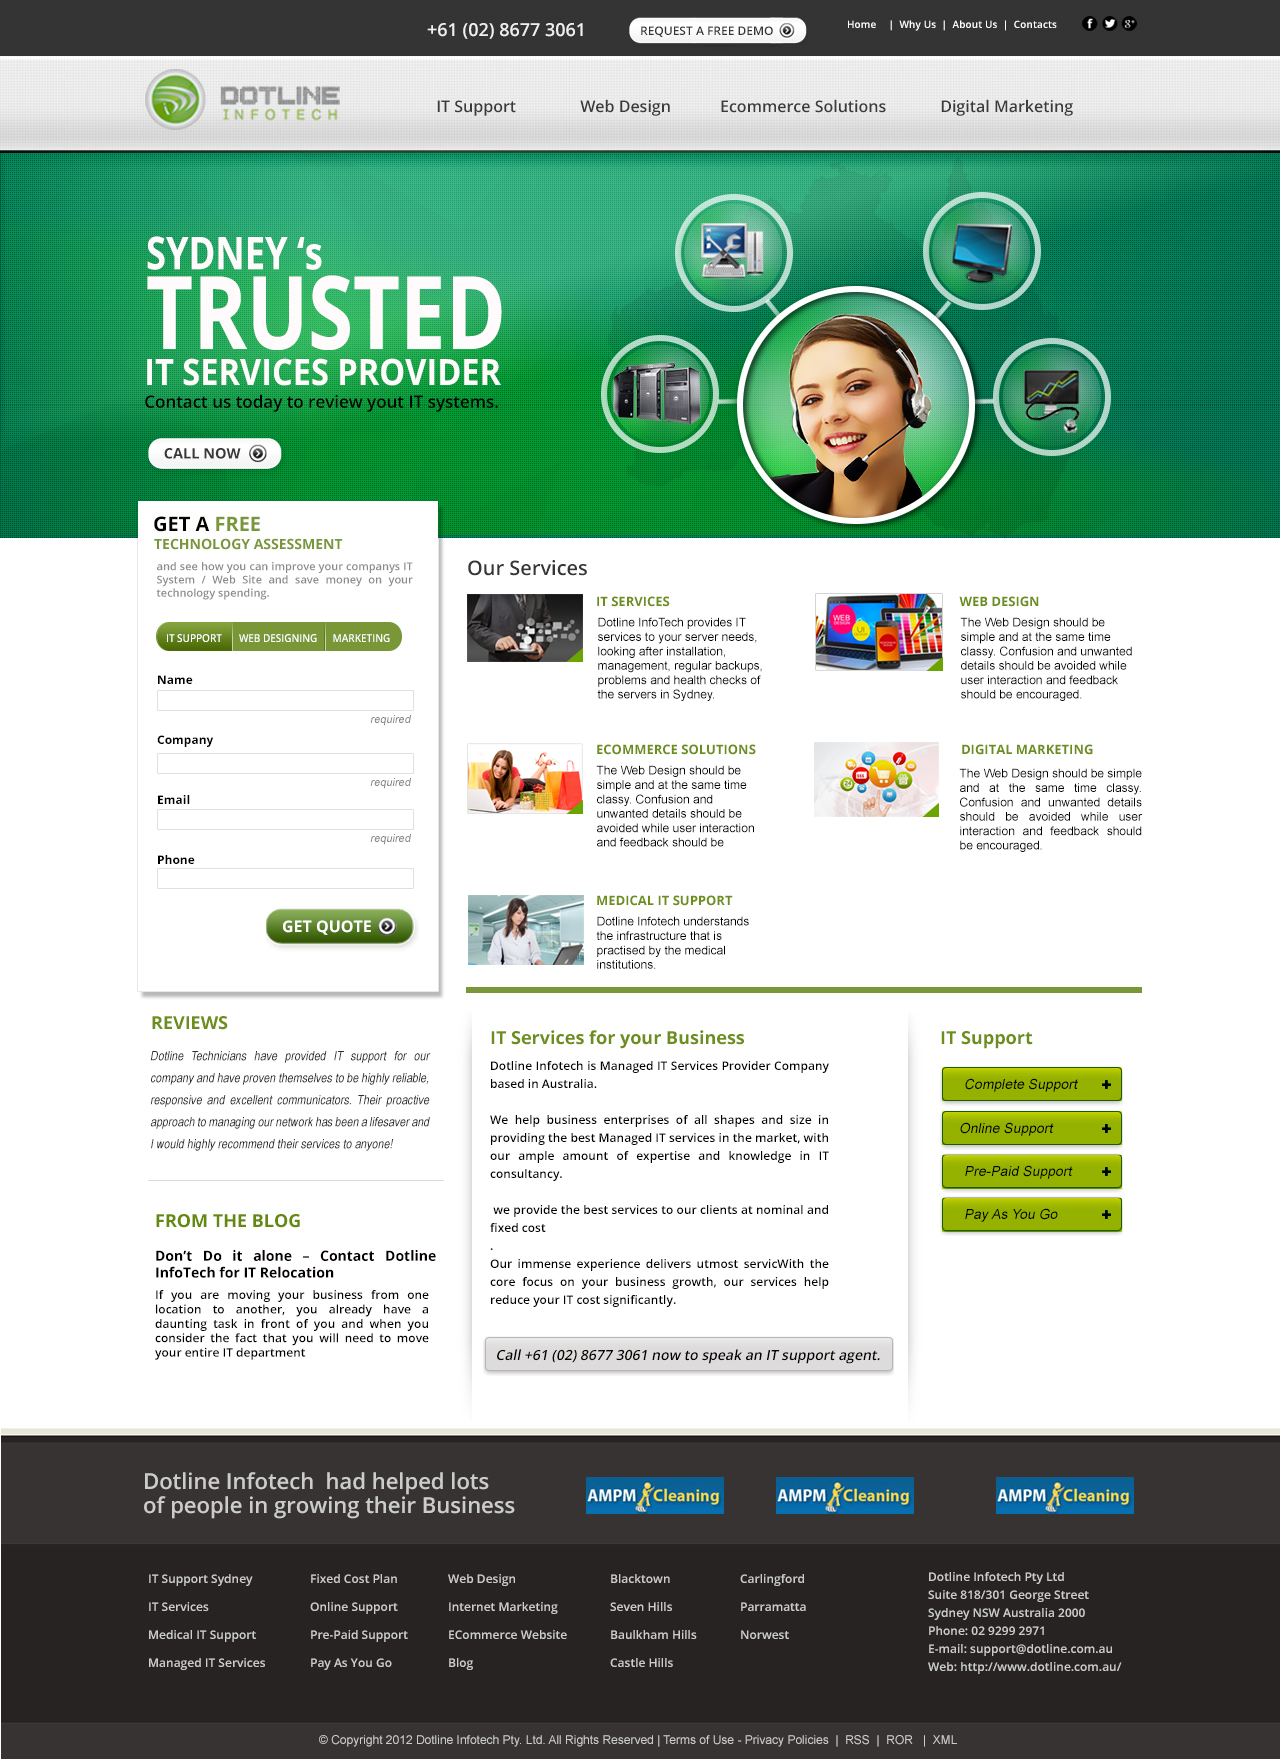 +61 (02) 8677 3061
REQUEST A FREE DEMO
Home | Why Us | About Us | Contacts
DOTLINE
INFOTECH
IT Support
Web Design
Ecommerce Solutions
Digital Marketing
SYDNEY ‘s
TRUSTED
IT SERVICES PROVIDER
Contact us today to review yout IT systems.
CALL NOW
GET A FREE
TECHNOLOGY ASSESSMENT
and see how you can improve your companys IT
System / Web Site and save money on your
technology spending.
IT SUPPORT
WEB DESIGNING
MARKETING
Name
required
Company
required
Email
required
Phone
GET QUOTE
Our Services
IT SERVICES
Dotline InfoTech provides IT
services to your server needs,
looking after installation,
management, regular backups,
problems and health checks of
the servers in Sydney.
WEB DESIGN
The Web Design should be
simple and at the same time
classy. Confusion and unwanted
details should be avoided while
user interaction and feedback
should be encouraged.
ECOMMERCE SOLUTIONS
The Web Design should be
simple and at the same time
classy. Confusion and
unwanted details should be
avoided while user interaction
and feedback should be
DIGITAL MARKETING
The Web Design should be simple
and at the same time classy.
Confusion and unwanted details
should be avoided while user
interaction and feedback should
be encouraged.
MEDICAL IT SUPPORT
Dotline Infotech understands
the infrastructure that is
practised by the medical
institutions.
REVIEWS
Dotline Technicians have provided IT support for our
company and have proven themselves to be highly reliable,
responsive and excellent communicators. Their proactive
approach to managing our network has been a lifesaver and
I would highly recommend their services to anyone!
FROM THE BLOG
Don’t Do it alone – Contact Dotline
InfoTech for IT Relocation
If you are moving your business from one
location to another, you already have a
daunting task in front of you and when you
consider the fact that you will need to move
your entire IT department
IT Services for your Business
Dotline Infotech is Managed IT Services Provider Company
based in Australia.
We help business enterprises of all shapes and size in
providing the best Managed IT services in the market, with
our ample amount of expertise and knowledge in IT
consultancy.
we provide the best services to our clients at nominal and
fixed cost
.
Our immense experience delivers utmost servicWith the
core focus on your business growth, our services help
reduce your IT cost significantly.
Call +61 (02) 8677 3061 now to speak an IT support agent.
IT Support
Complete Support
Online Support
Pre-Paid Support
Pay As You Go
Dotline Infotech had helped lots
of people in growing their Business
AMPM Cleaning
AMPM Cleaning
AMPM Cleaning
IT Support Sydney
IT Services
Medical IT Support
Managed IT Services
Fixed Cost Plan
Online Support
Pre-Paid Support
Pay As You Go
Web Design
Internet Marketing
ECommerce Website
Blog
Blacktown
Seven Hills
Baulkham Hills
Castle Hills
Carlingford
Parramatta
Norwest
Dotline Infotech Pty Ltd
Suite 818/301 George Street
Sydney NSW Australia 2000
Phone: 02 9299 2971
E-mail: support@dotline.com.au
Web: http://www.dotline.com.au/
© Copyright 2012 Dotline Infotech Pty. Ltd. All Rights Reserved | Terms of Use - Privacy Policies | RSS | ROR | XML